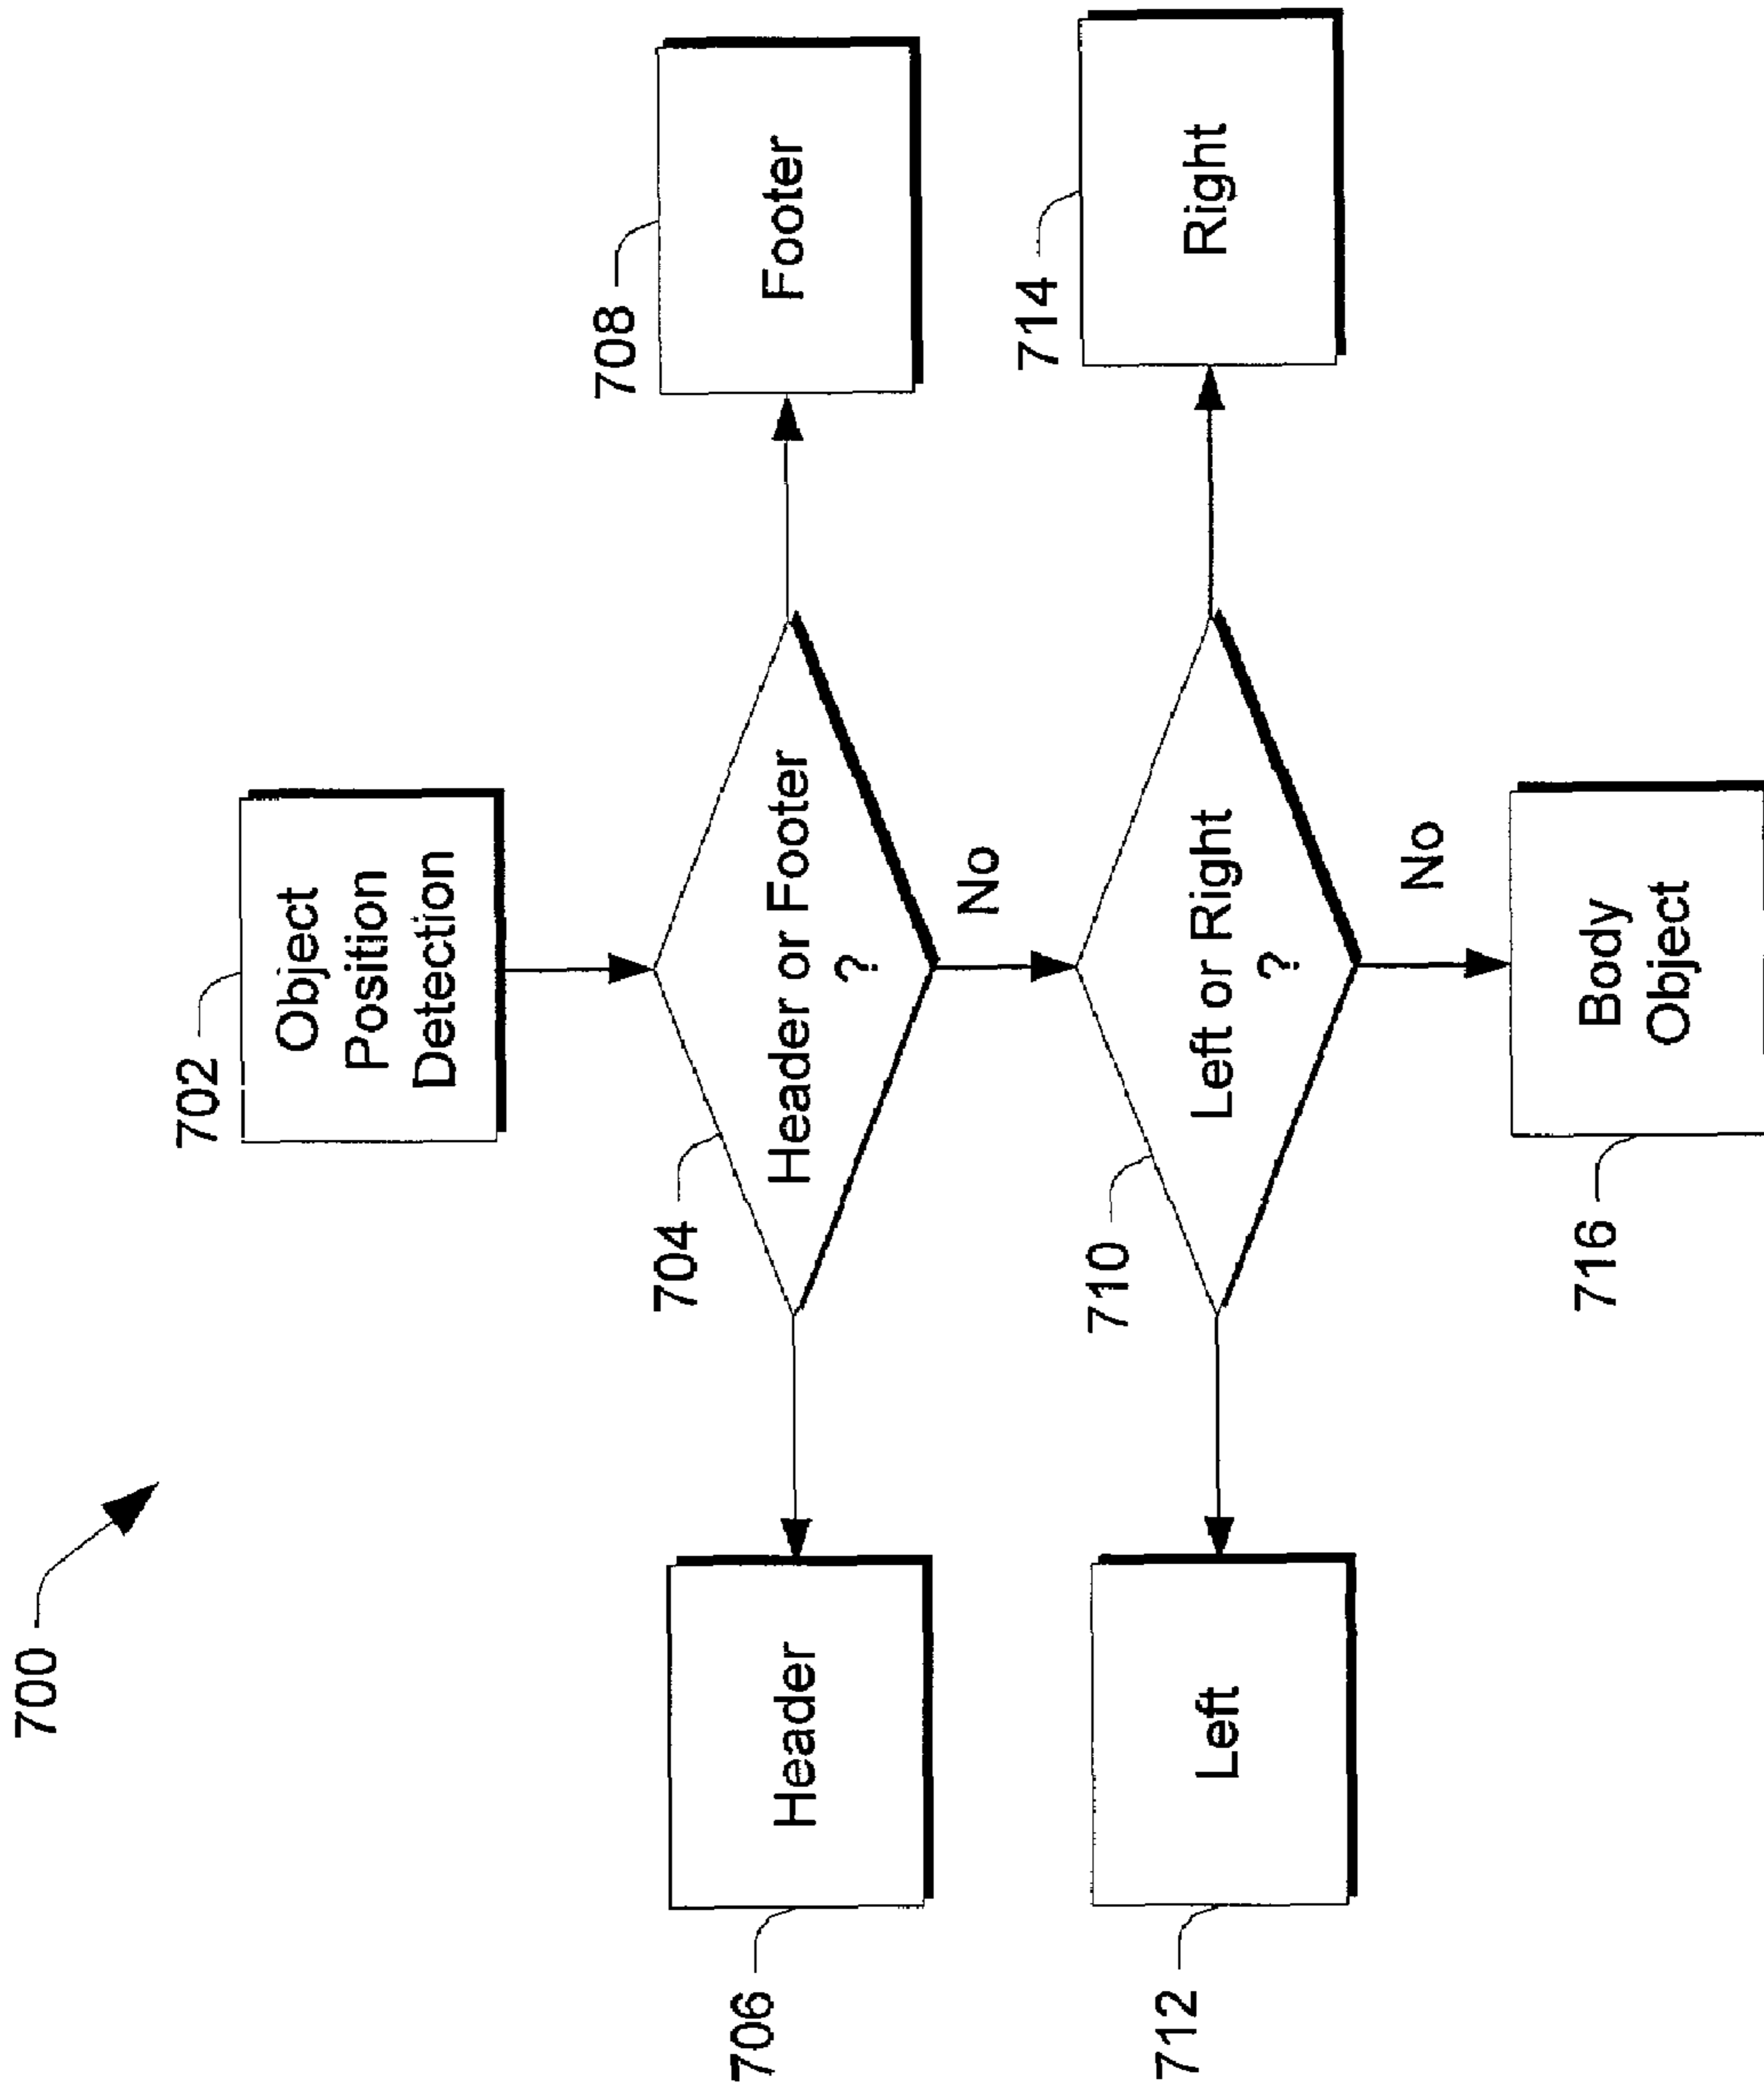 700
702
Object
Position
Detection
704
Header or Footer
?
706
Header
708
Footer
No
710
Left or Right
?
712
Left
714
Right
No
716
Body
Object